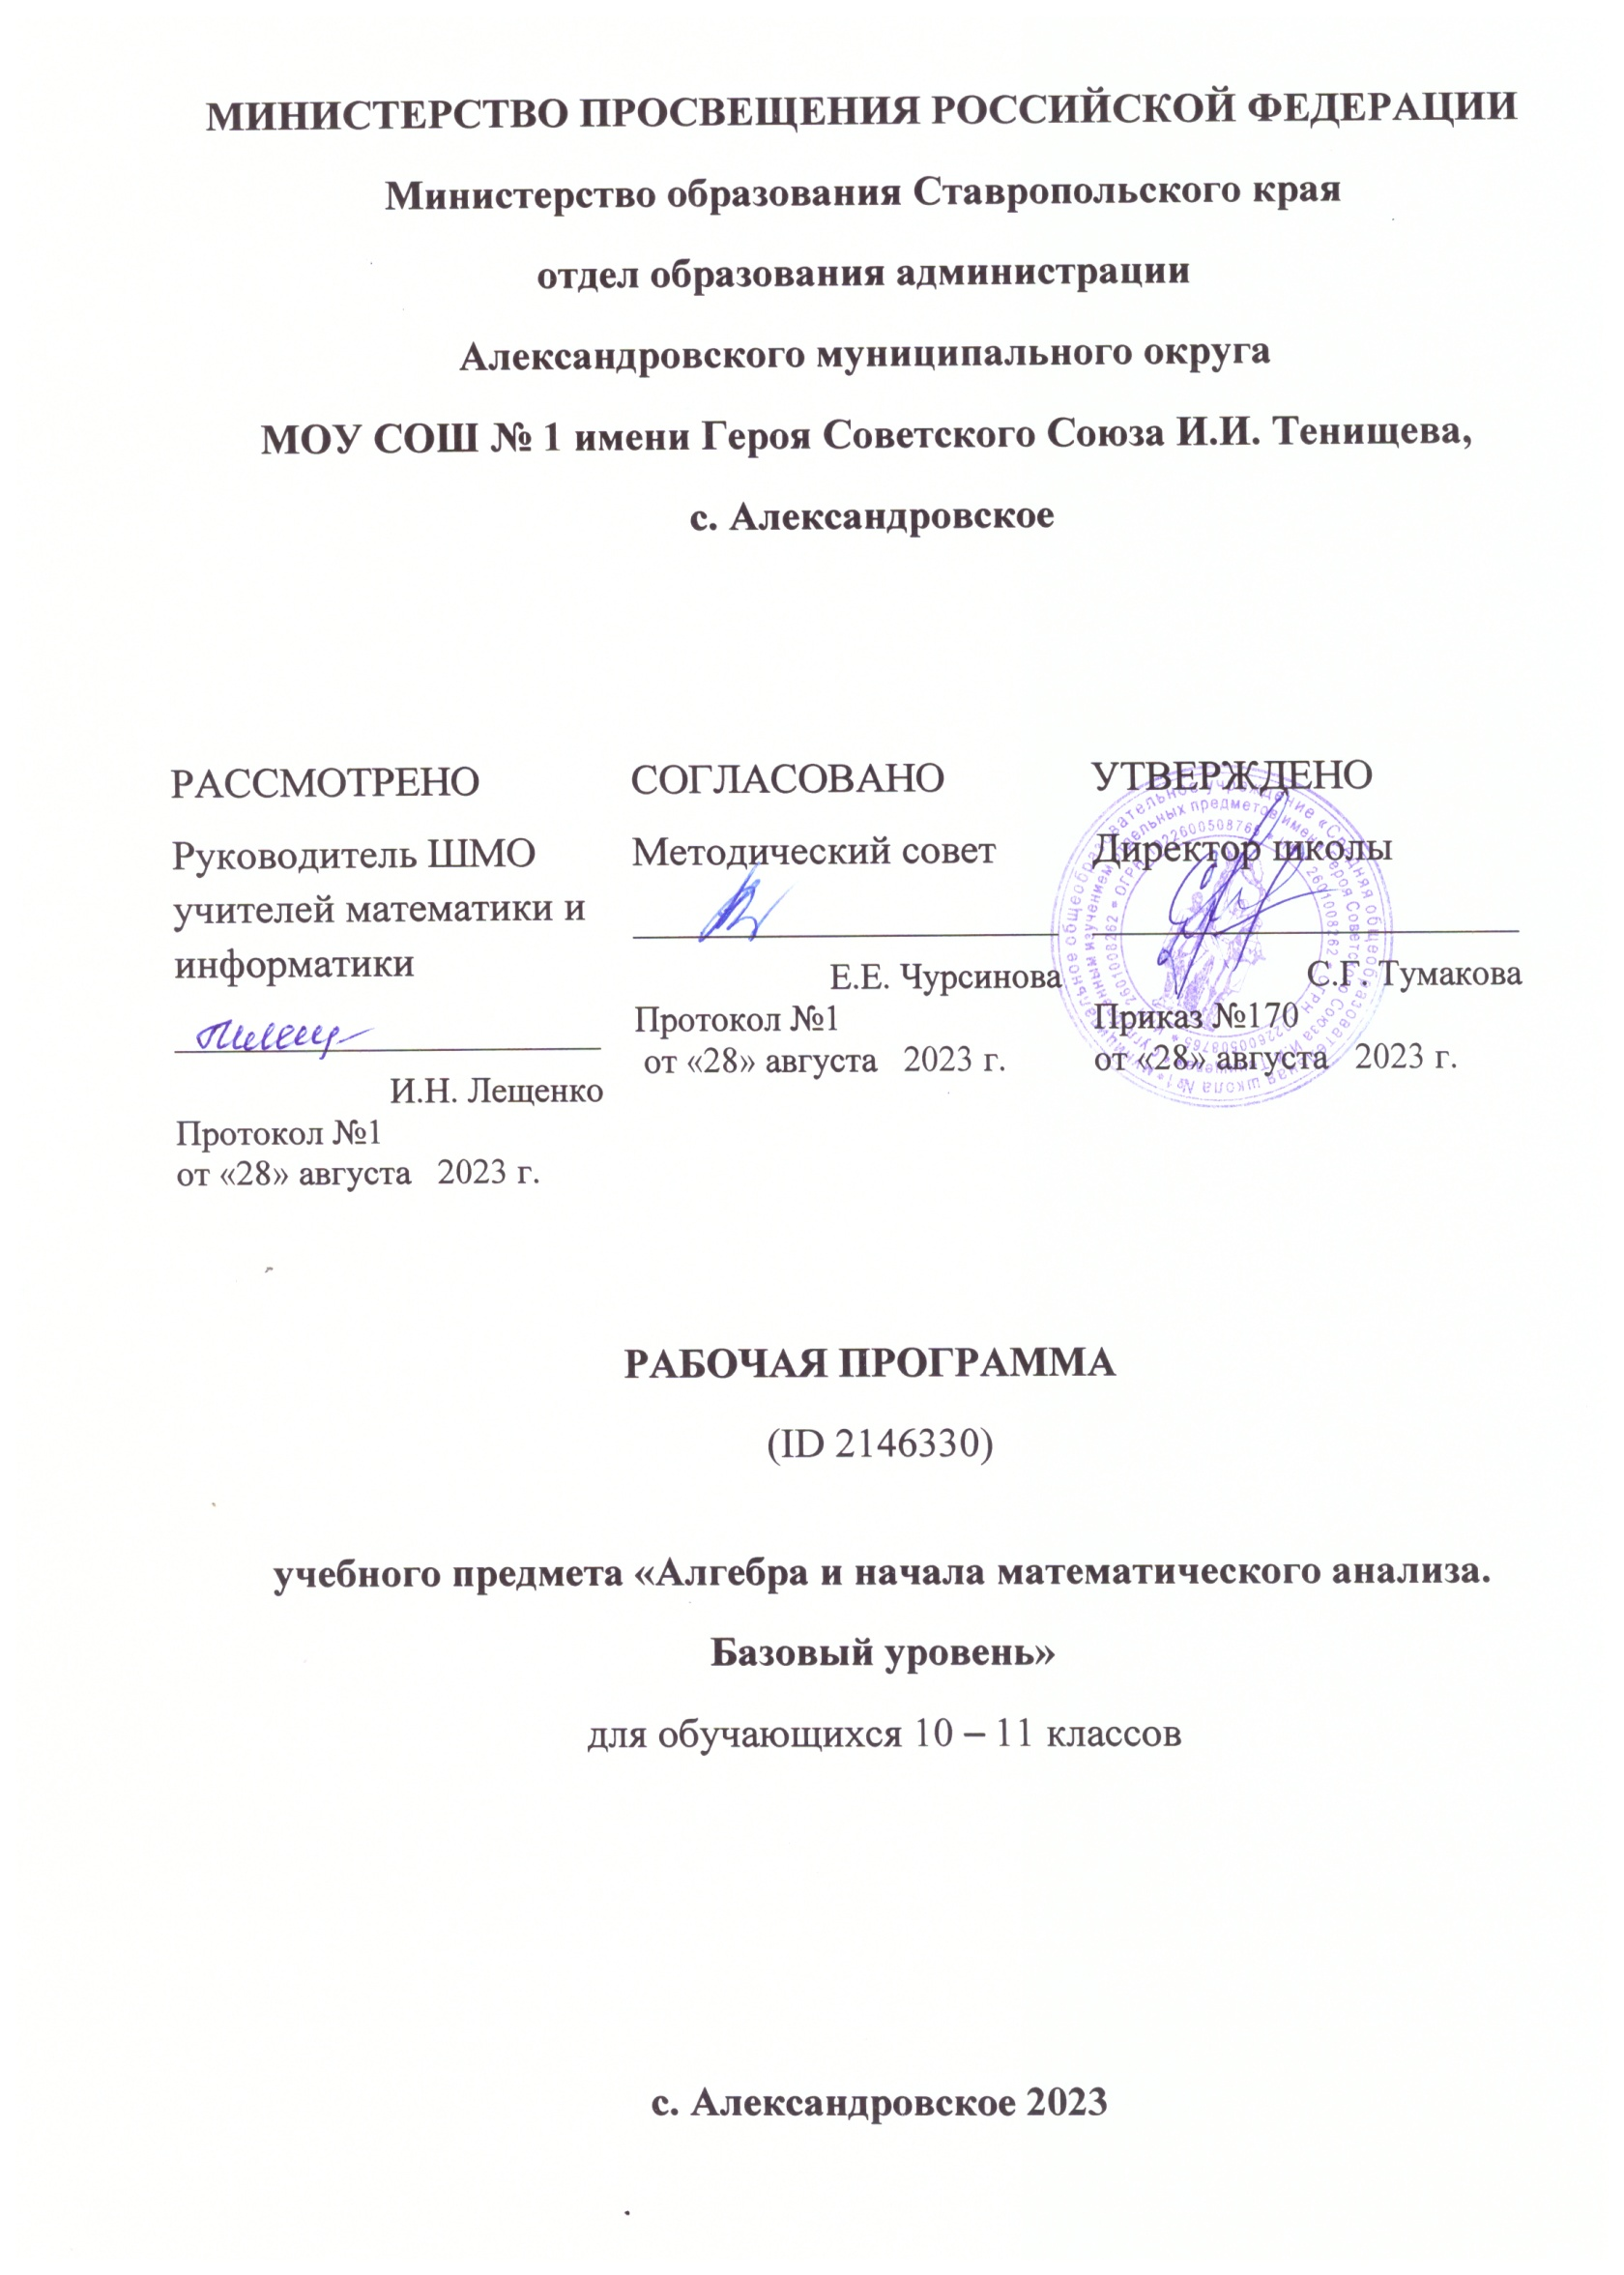 МИНИСТЕРСТВО ПРОСВЕЩЕНИЯ РОССИЙСКОЙ ФЕДЕРАЦИИ
Министерство образования Ставропольского края
отдел образования администрации
Александровского муниципального округа
МОУ СОШ № 1 имени Героя Советского Союза И.И. Тенищева,
с. Александровское
РАССМОТРЕНО
Руководитель ШМО
учителей математики и
информатики
И.Н. Лещенко
Протокол №1
от «28» августа 2023 г.
СОГЛАСОВАНО
Методический совет
Е.Е. Чурсинова
Протокол №1
от «28» августа 2023 г.
УТВЕРЖДЕНО
Директор школы
С.Г. Тумакова
Приказ №170
от «28» августа 2023 г.
РАБОЧАЯ ПРОГРАММА
(ID 2146330)
учебного предмета «Алгебра и начала математического анализа.
Базовый уровень»
для обучающихся 10 – 11 классов
с. Александровское 2023